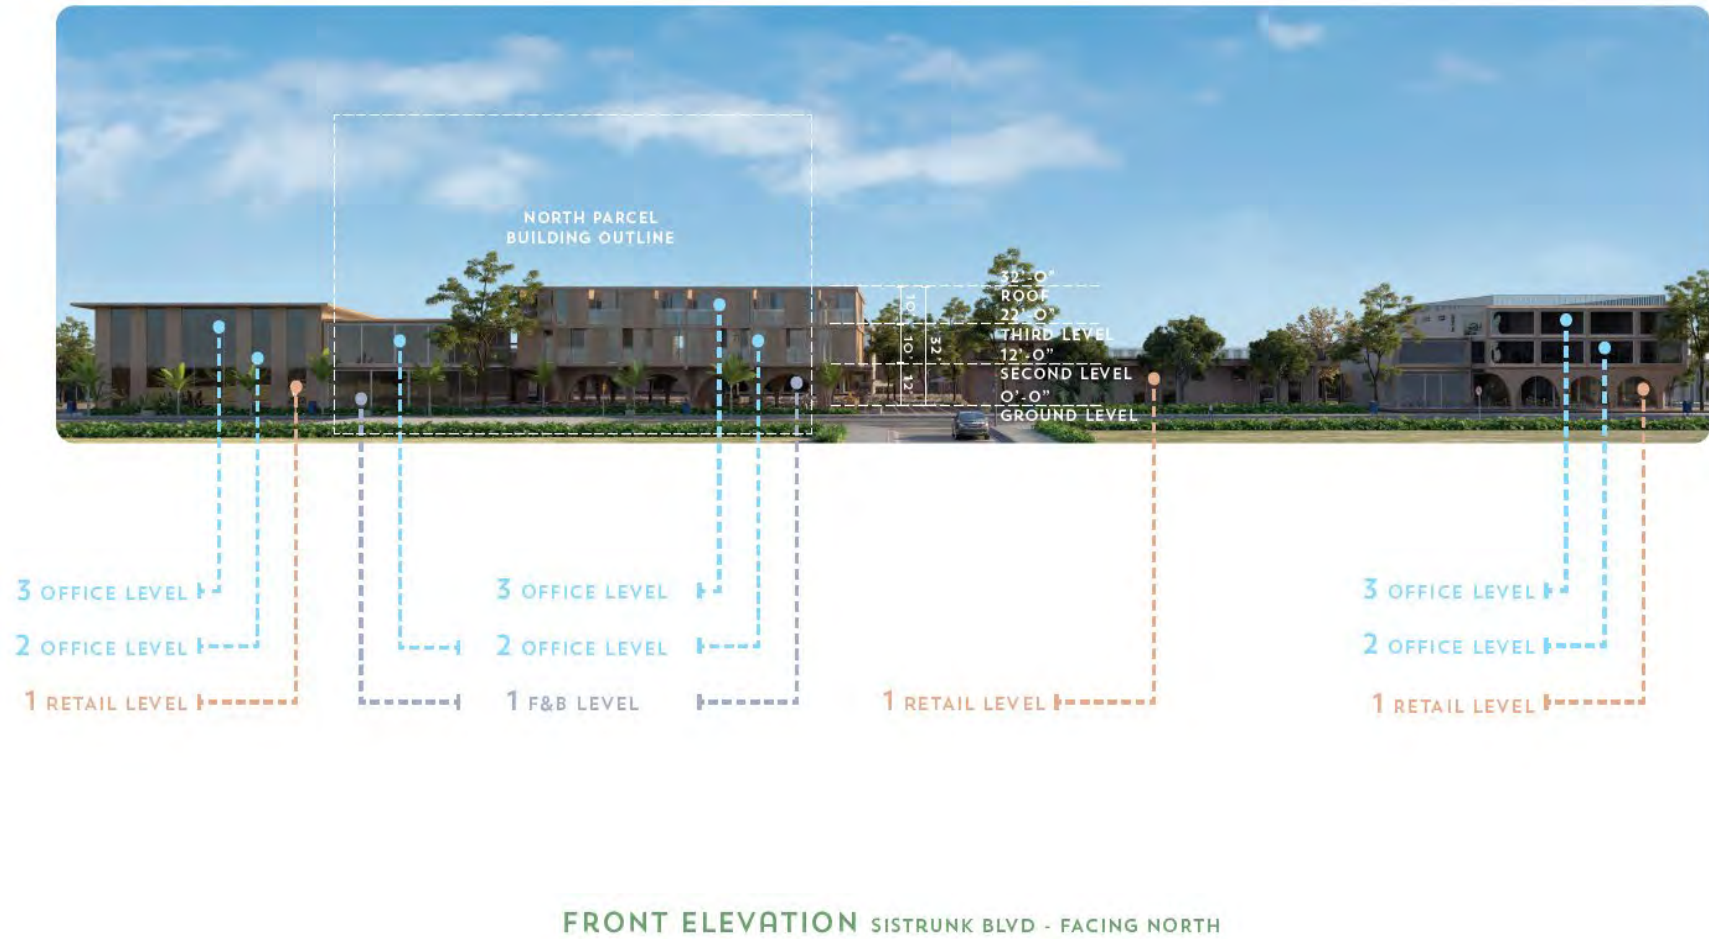 NORTH PARCEL
BUILDING OUTLINE
32'-0"
ROOF
22'-0"
THIRD LEVEL
12'-0"
SECOND LEVEL
0'-0"
GROUND LEVEL
10'
10'
12'
32'
3 OFFICE LEVEL
2 OFFICE LEVEL
1 RETAIL LEVEL
3 OFFICE LEVEL
2 OFFICE LEVEL
1 F&B LEVEL
1 RETAIL LEVEL
3 OFFICE LEVEL
2 OFFICE LEVEL
1 RETAIL LEVEL
FRONT ELEVATION SISTRUNK BLVD - FACING NORTH